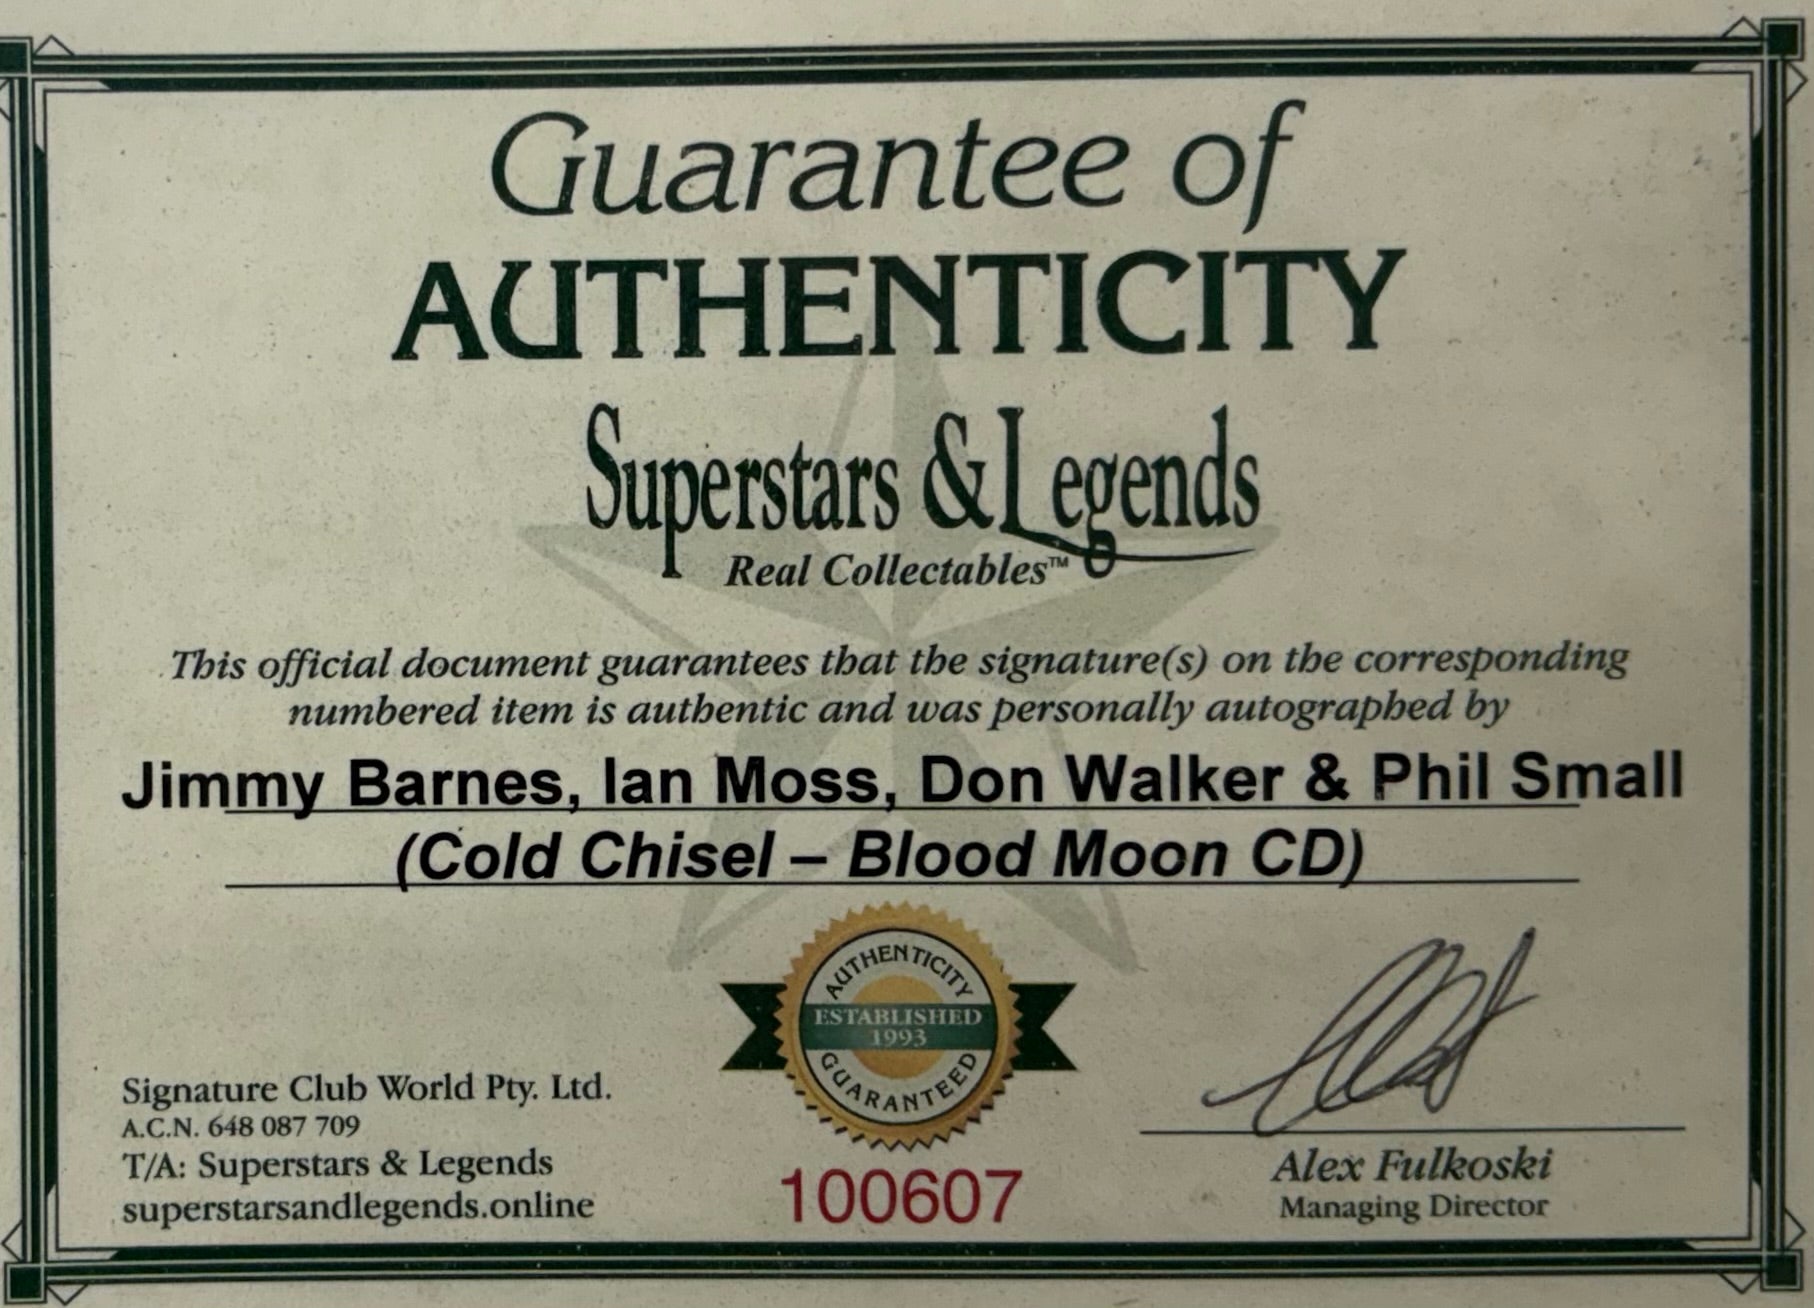 Guarantee of
AUTHENTICITY
Superstars & Legends
Real Collectables™
This official document guarantees that the signature(s) on the corresponding
numbered item is authentic and was personally autographed by
Jimmy Barnes, Ian Moss, Don Walker & Phil Small
(Cold Chisel – Blood Moon CD)
AUTHENTICITY
ESTABLISHED
1993
GUARANTEED
Signature Club World Pty. Ltd.
A.C.N. 648 087 709
T/A: Superstars & Legends
superstarsandlegends.online
100607
Alex Fulkoski
Managing Director